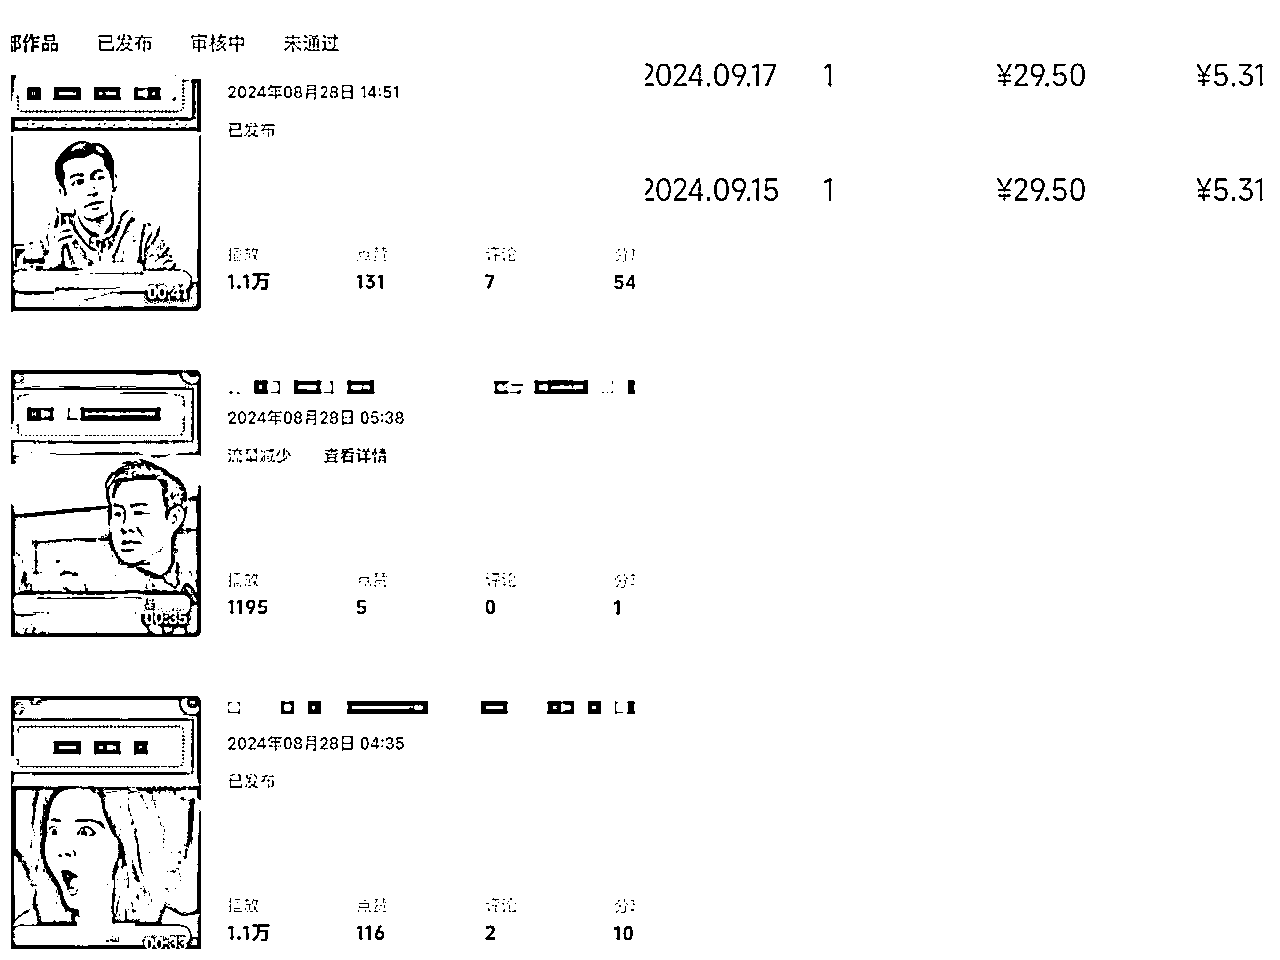 部作品 已发布 审核中 未通过
2024年08月28日 14:51
已发布
播放 点赞 评论 分享
1.1万 131 7 54
00:41
2024年08月28日 05:38
流量减少 查看详情
播放 点赞 评论
1195 5 0 1
00:35
2024年08月28日 04:35
已发布
播放 点赞 评论
1.1万 116 2 10
00:33
2024.09.17 1 ¥29.50 ¥5.31
2024.09.15 1 ¥29.50 ¥5.31